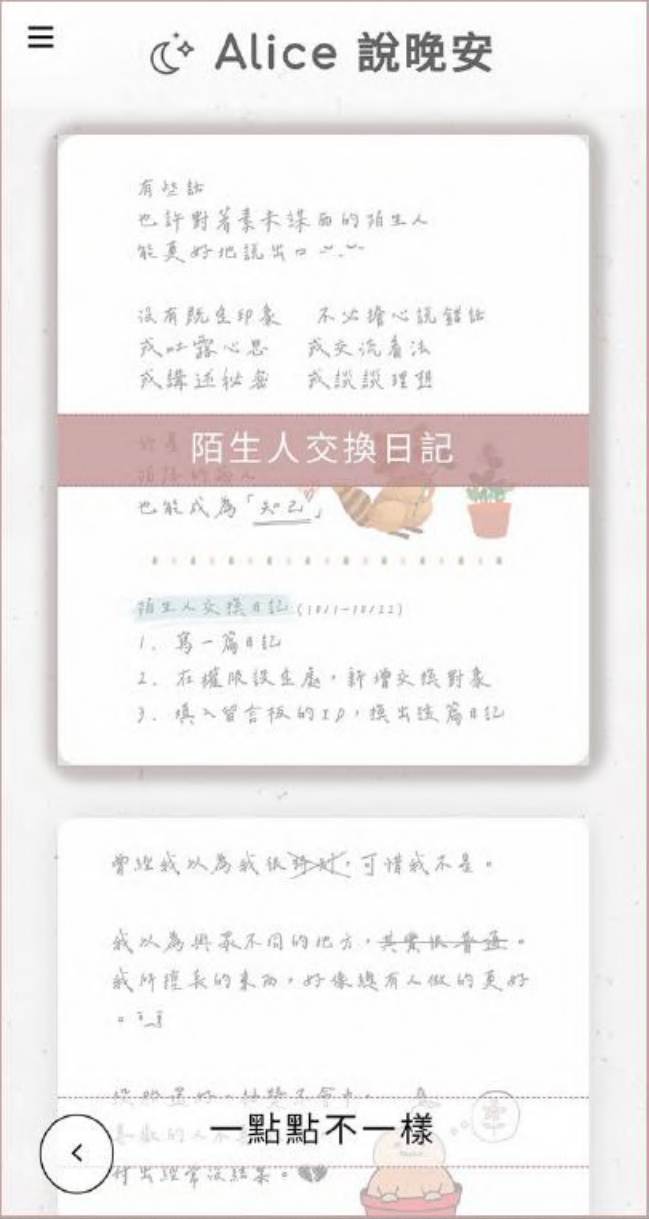 Alice 說晚安
有些話
也許對著素未謀面的陌生人
能更好地說出口
沒有既定印象 不必擔心說錯話
或吐露心思 或交流看法
或講述秘密 或談談理想
陌生人交換日記
也能成為「知己」
陌生人交換日記 (10/1-10/22)
1. 寫一篇日記
2. 在權限設定處，新增交換對象
3. 填入留言板的ID，換出該篇日記
曾經我以為我很特別，可惜我不是。
我以為與眾不同的地方，其實很普通。
我所擅長的東西，好像總有人做的更好
。
一點點不一樣
付出經常沒結果。